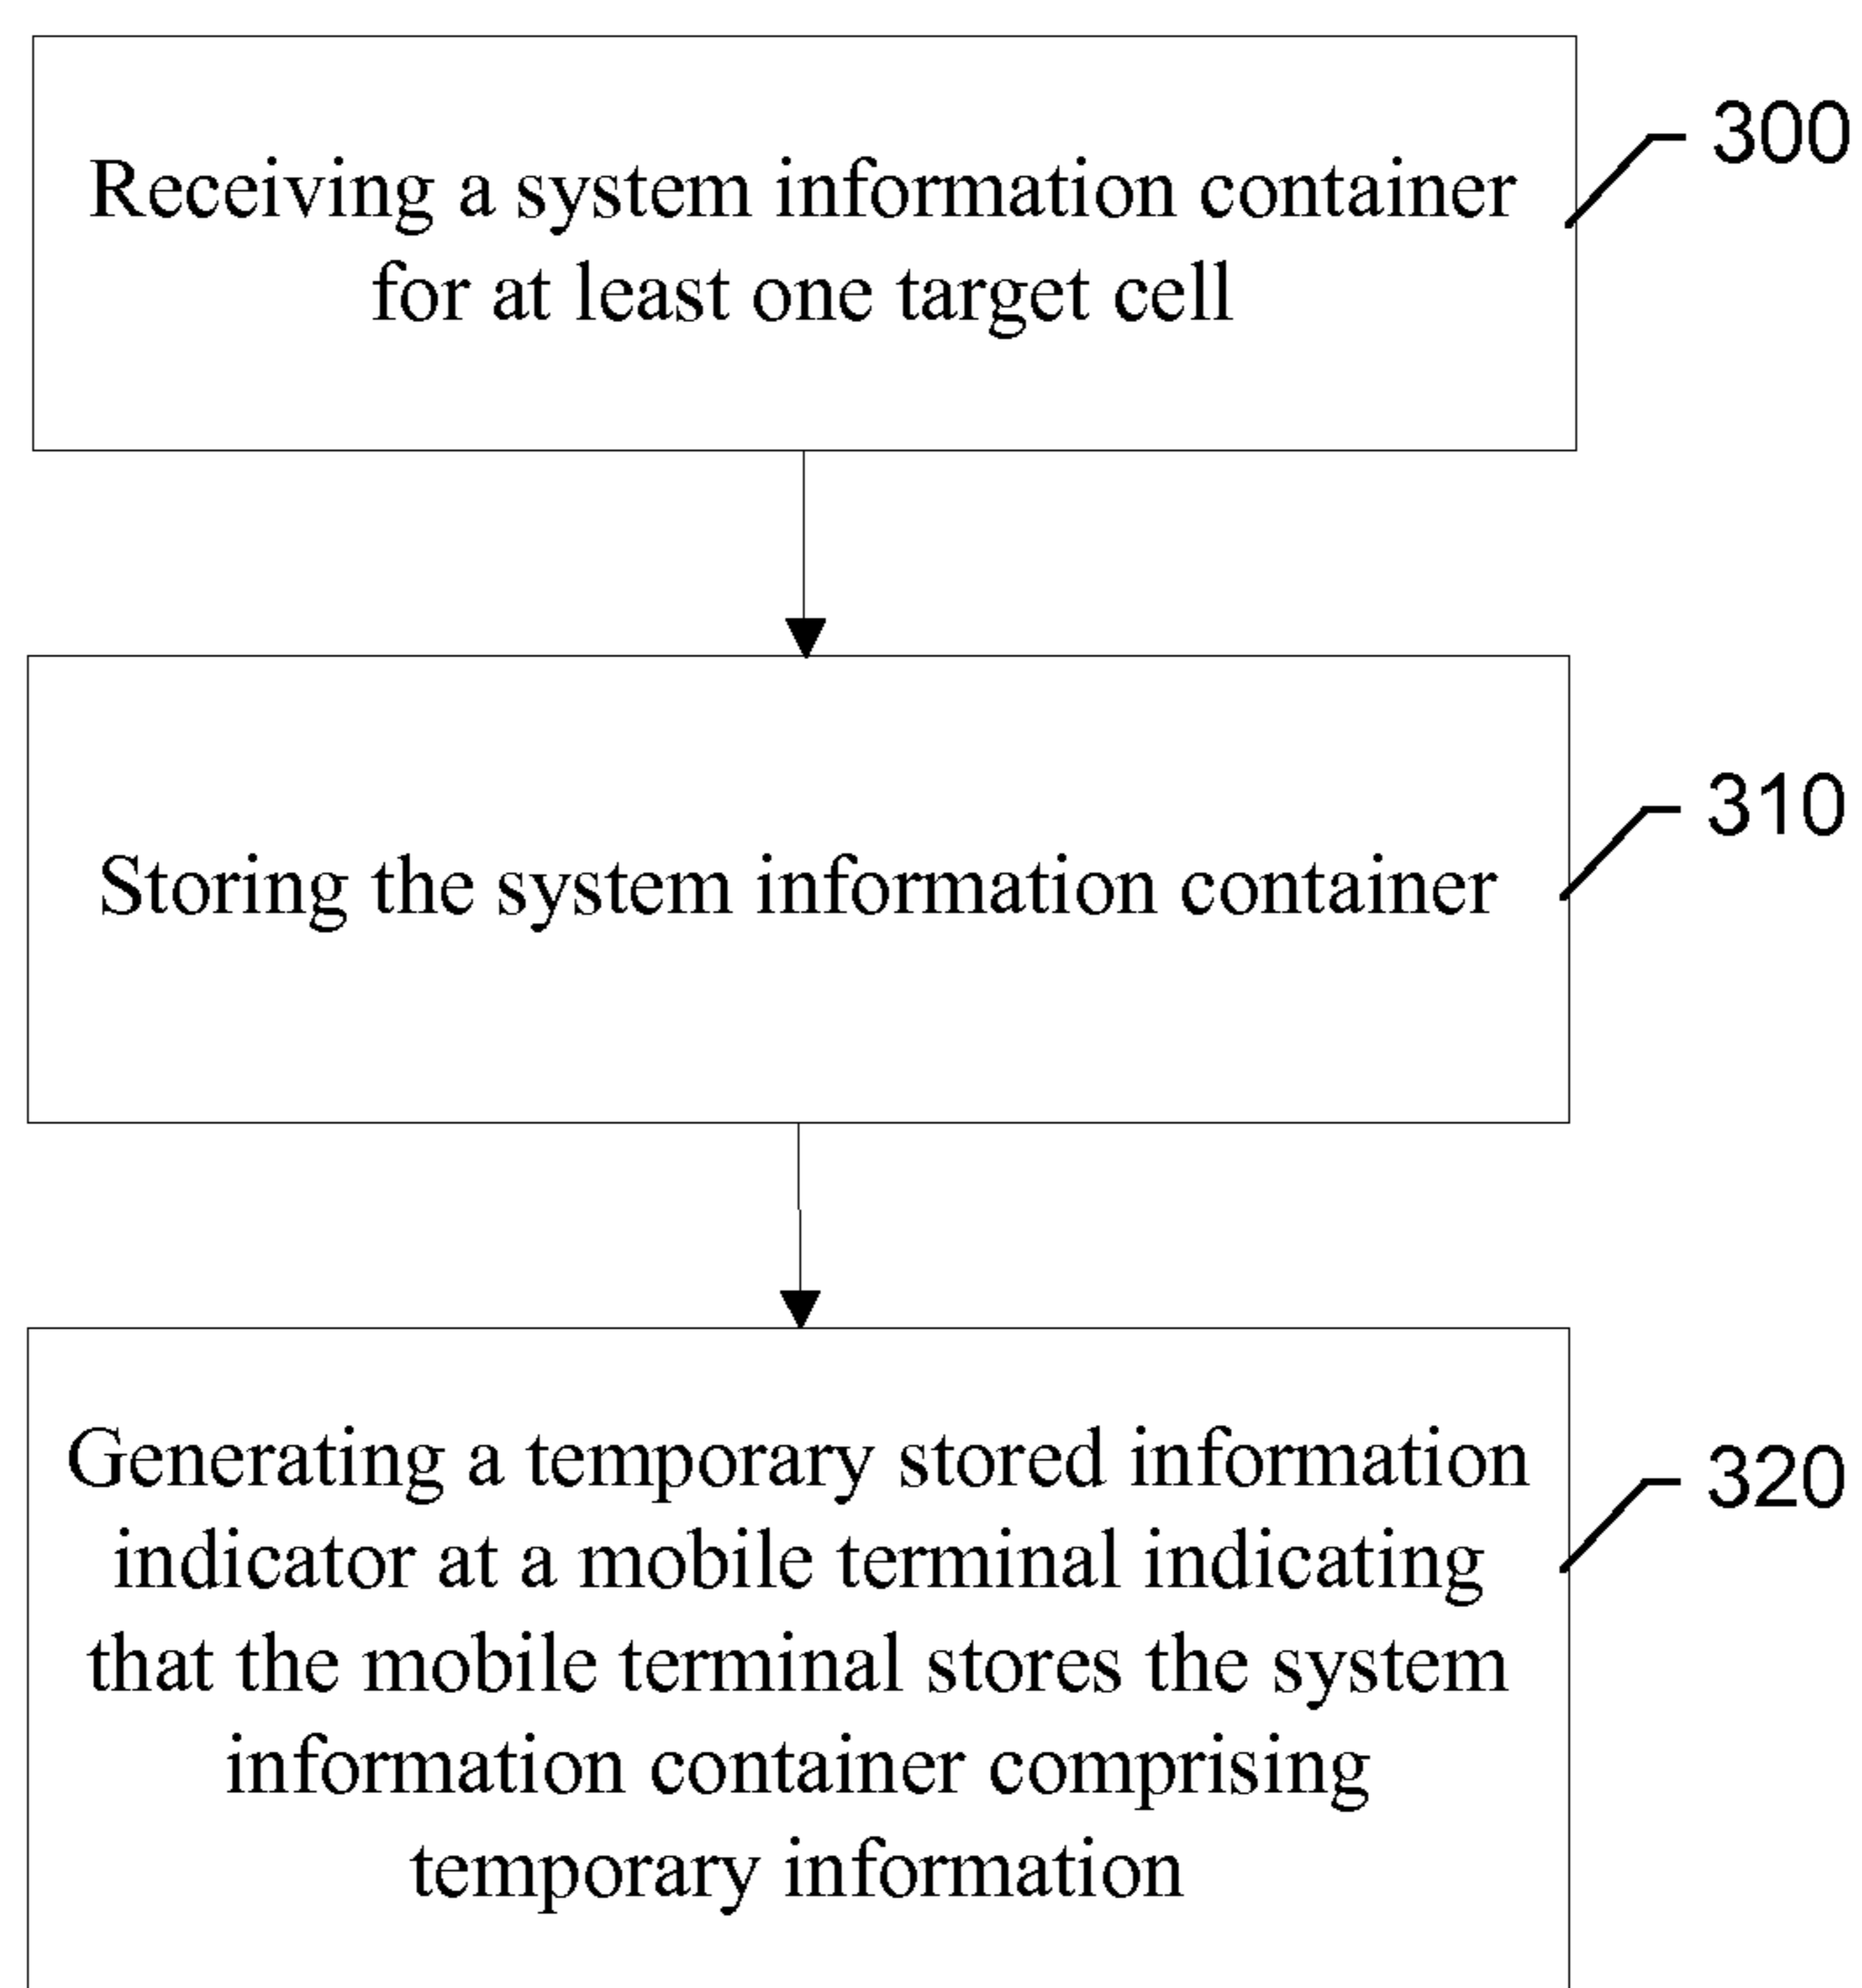 Receiving a system information container
for at least one target cell
300
Storing the system information container
310
Generating a temporary stored information
indicator at a mobile terminal indicating
that the mobile terminal stores the system
information container comprising
temporary information
320